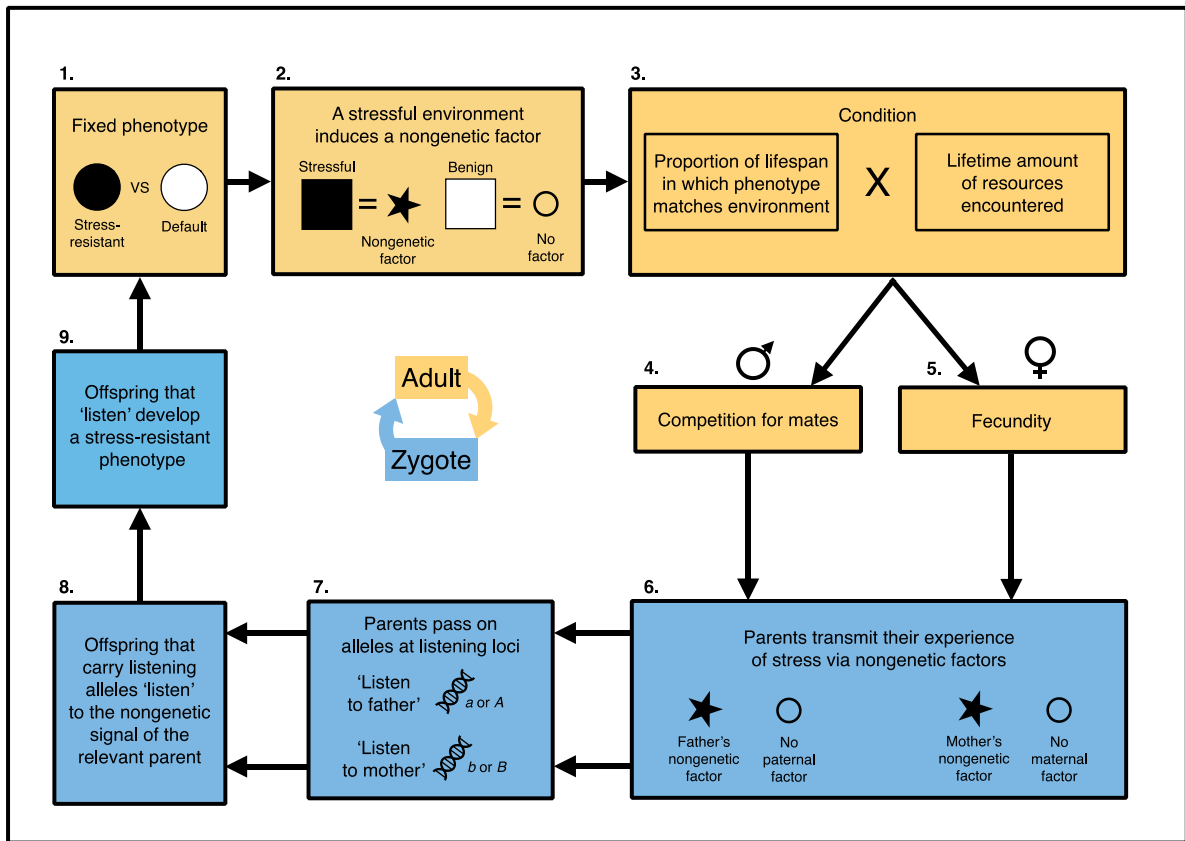 1.
Fixed phenotype
VS
Stress-
resistant
Default
2.
A stressful environment
induces a nongenetic factor
Stressful
=
Nongenetic
factor
Benign
=
No
factor
3.
Condition
Proportion of lifespan
in which phenotype
matches environment
X
Lifetime amount
of resources
encountered
4.
Competition for mates
5.
Fecundity
Adult
Zygote
6.
Parents transmit their experience
of stress via nongenetic factors
Father's
nongenetic
factor
No
paternal
factor
Mother's
nongenetic
factor
No
maternal
factor
7.
Parents pass on
alleles at listening loci
‘Listen
to father’
a or A
‘Listen
to mother’
b or B
8.
Offspring that
carry listening
alleles ‘listen’
to the nongenetic
signal of the
relevant parent
9.
Offspring that
‘listen’ develop
a stress-resistant
phenotype